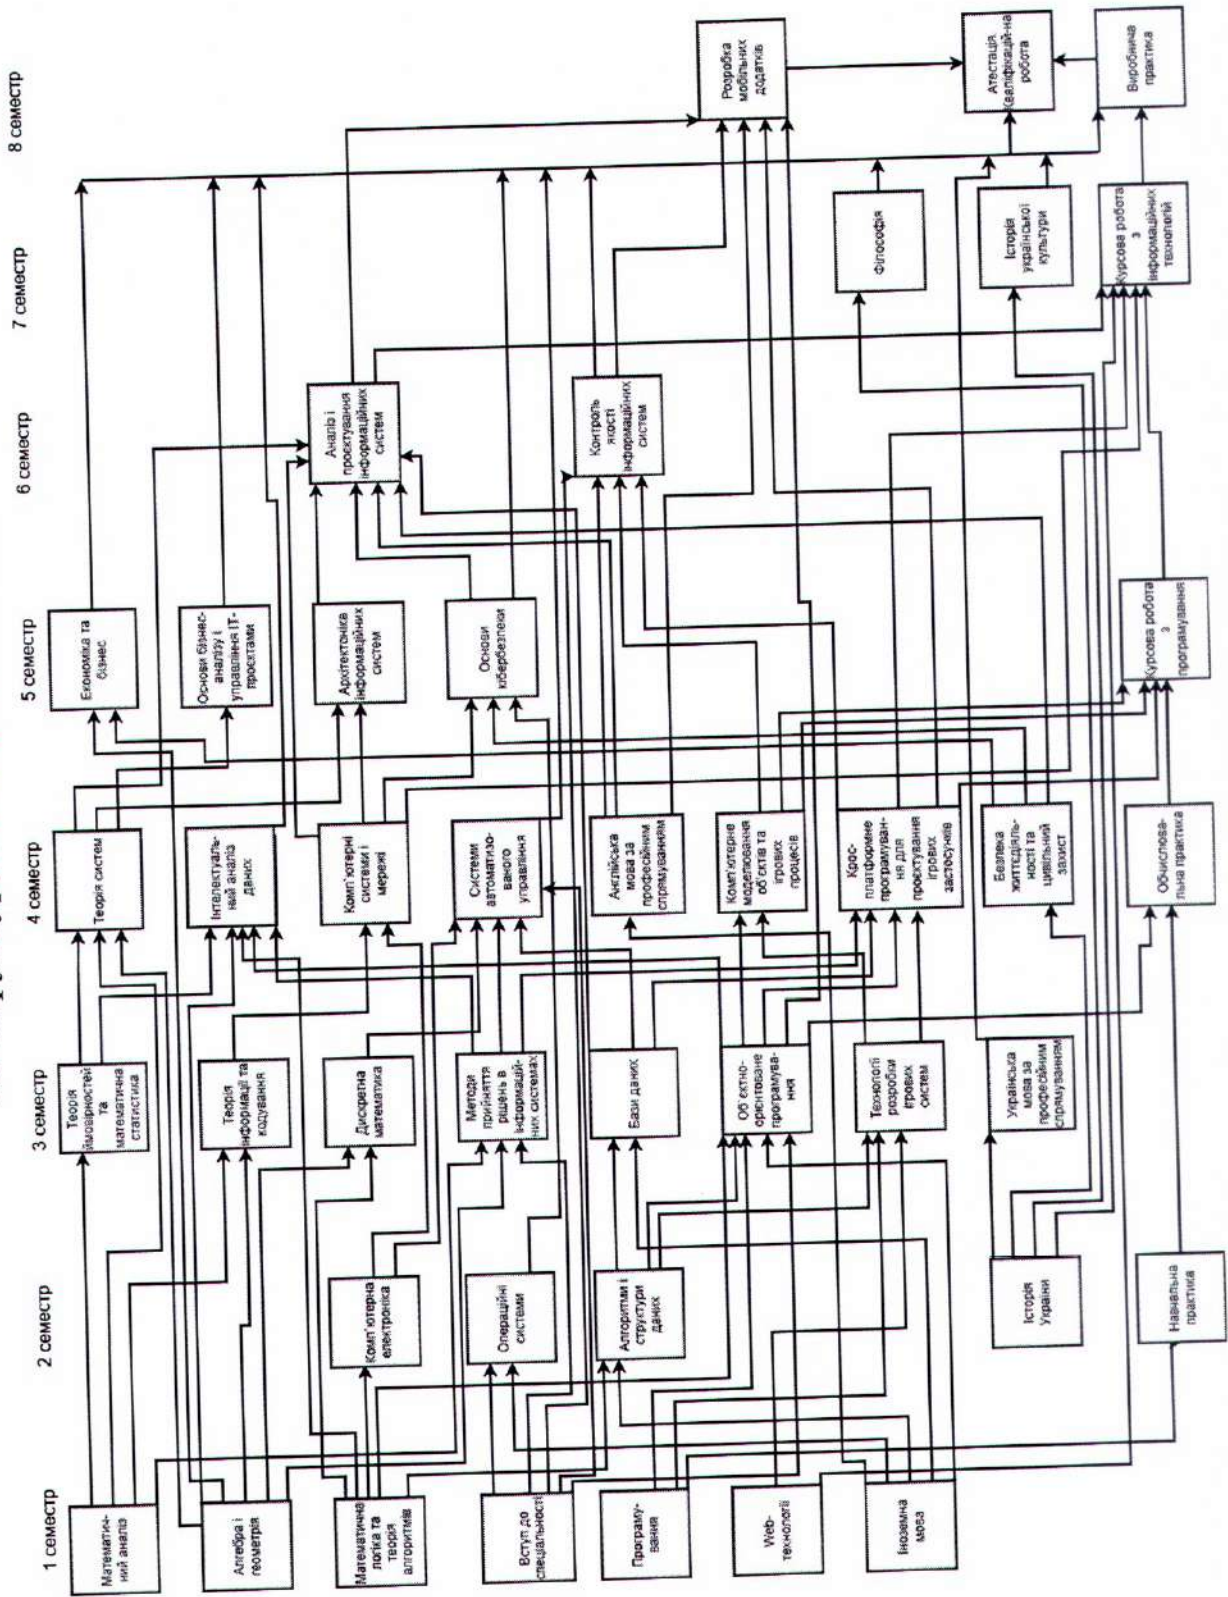 1 семестр
2 семестр
3 семестр
4 семестр
5 семестр
6 семестр
7 семестр
8 семестр
Математич-
ний аналіз
Алгебра і
геометрія
Математична
логіка та
теорія
алгоритмів
Вступ до
спеціальності
Програму-
вання
Web-
технології
Іноземна
мова
Комп'ютерна
електроніка
Операційні
системи
Алгоритми і
структури
даних
Історія
України
Навчальна
практика
Теорія
ймовірностей
та
математична
статистика
Теорія
інформації та
кодування
Дискретна
математика
Методи
прийняття
рішень в
інформацій-
них системах
Бази даних
Об'єктно-
орієнтоване
програмува-
ння
Технології
розробки
ігрових
систем
Українська
мова за
професійним
спрямуванням
Теорія систем
Інтелектуаль-
ний аналіз
даних
Комп'ютерні
системи і
мережі
Системи
автоматизо-
ваного
управління
Англійська
мова за
професійним
спрямуванням
Комп'ютерне
моделювання
об'єктів та
ігрових
процесів
Крос-
платформне
програмуван-
ня для
проєктування
ігрових
застосунків
Безпека
життєдіяль-
ності та
цивільний
захист
Обчислюва-
льна практика
Економіка та
бізнес
Основи бізнес-
аналізу і
управління ІТ-
проєктами
Архітектоніка
інформаційних
систем
Основи
кібербезпеки
Курсова робота
з
програмування
Аналіз і
проєктування
інформаційних
систем
Контроль
якості
інформаційних
систем
Філософія
Історія
української
культури
Курсова робота
з
інформаційних
технологій
Розробка
мобільних
додатків
Атестація
Кваліфікацій-на
робота
Виробнича
практика